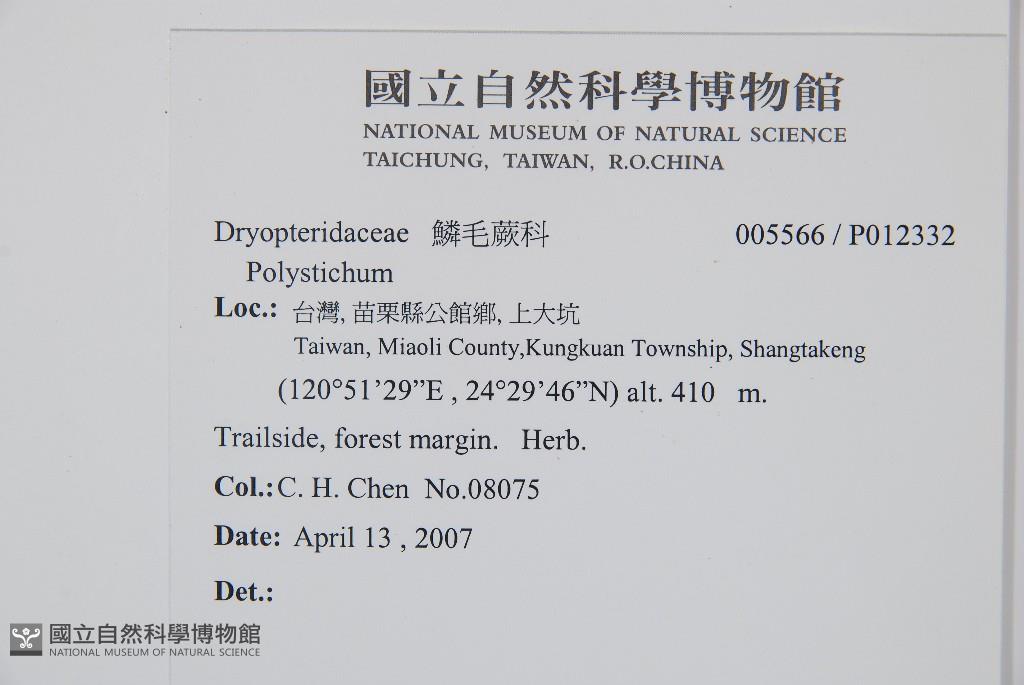 國立自然科學博物館
NATIONAL MUSEUM OF NATURAL SCIENCE
TAICHUNG, TAIWAN, R.O.CHINA
Dryopteridaceae 鱗毛蕨科 005566 / P012332
Polystichum
Loc.: 台灣, 苗栗縣公館鄉, 上大坑
Taiwan, Miaoli County,Kungkuan Township, Shangtakeng
(120°51’29”E , 24°29’46”N) alt. 410 m.
Trailside, forest margin. Herb.
Col.: C. H. Chen No.08075
Date: April 13 , 2007
Det.:
國立自然科學博物館
NATIONAL MUSEUM OF NATURAL SCIENCE